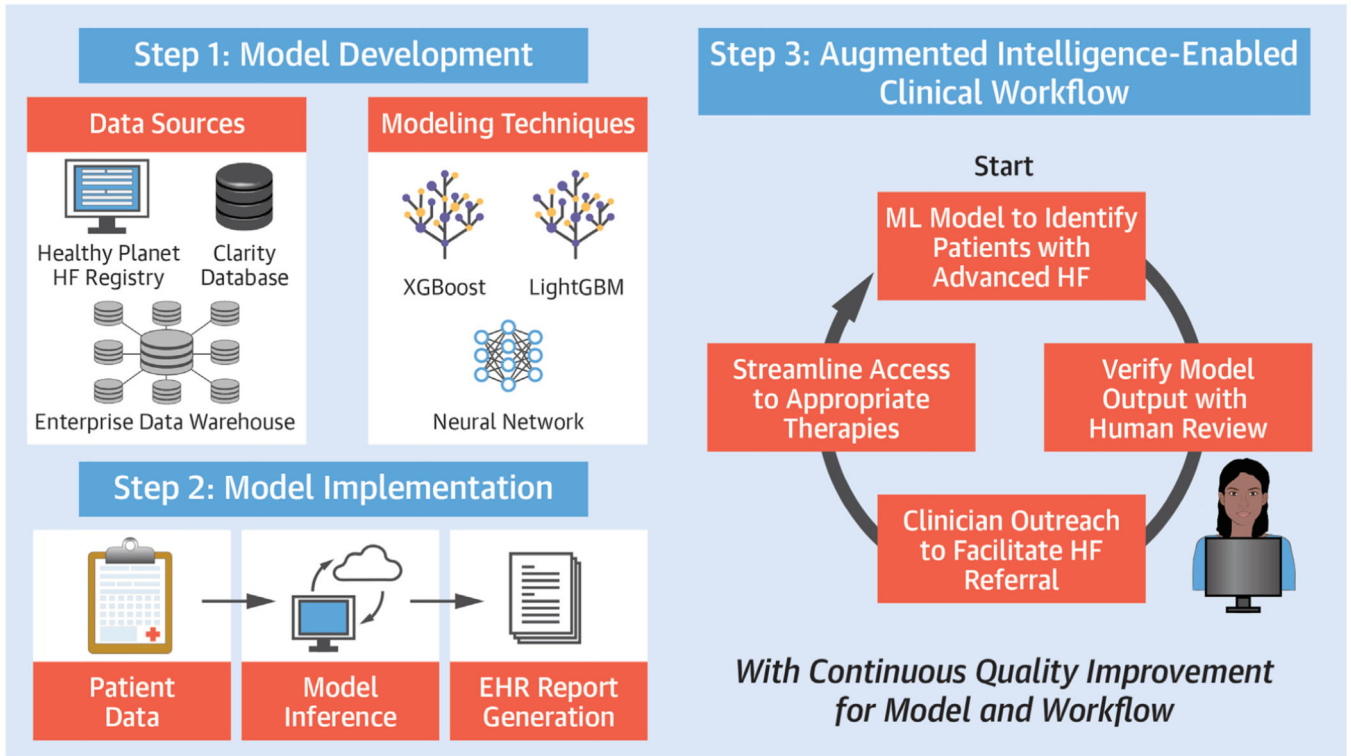 Step 1: Model Development
Data Sources
Healthy Planet
HF Registry
Clarity
Database
Enterprise Data Warehouse
Modeling Techniques
XGBoost
LightGBM
Neural Network
Step 2: Model Implementation
Patient
Data
Model
Inference
EHR Report
Generation
Step 3: Augmented Intelligence-Enabled
Clinical Workflow
Start
ML Model to Identify
Patients with
Advanced HF
Verify Model
Output with
Human Review
Clinician Outreach
to Facilitate HF
Referral
Streamline Access
to Appropriate
Therapies
With Continuous Quality Improvement
for Model and Workflow